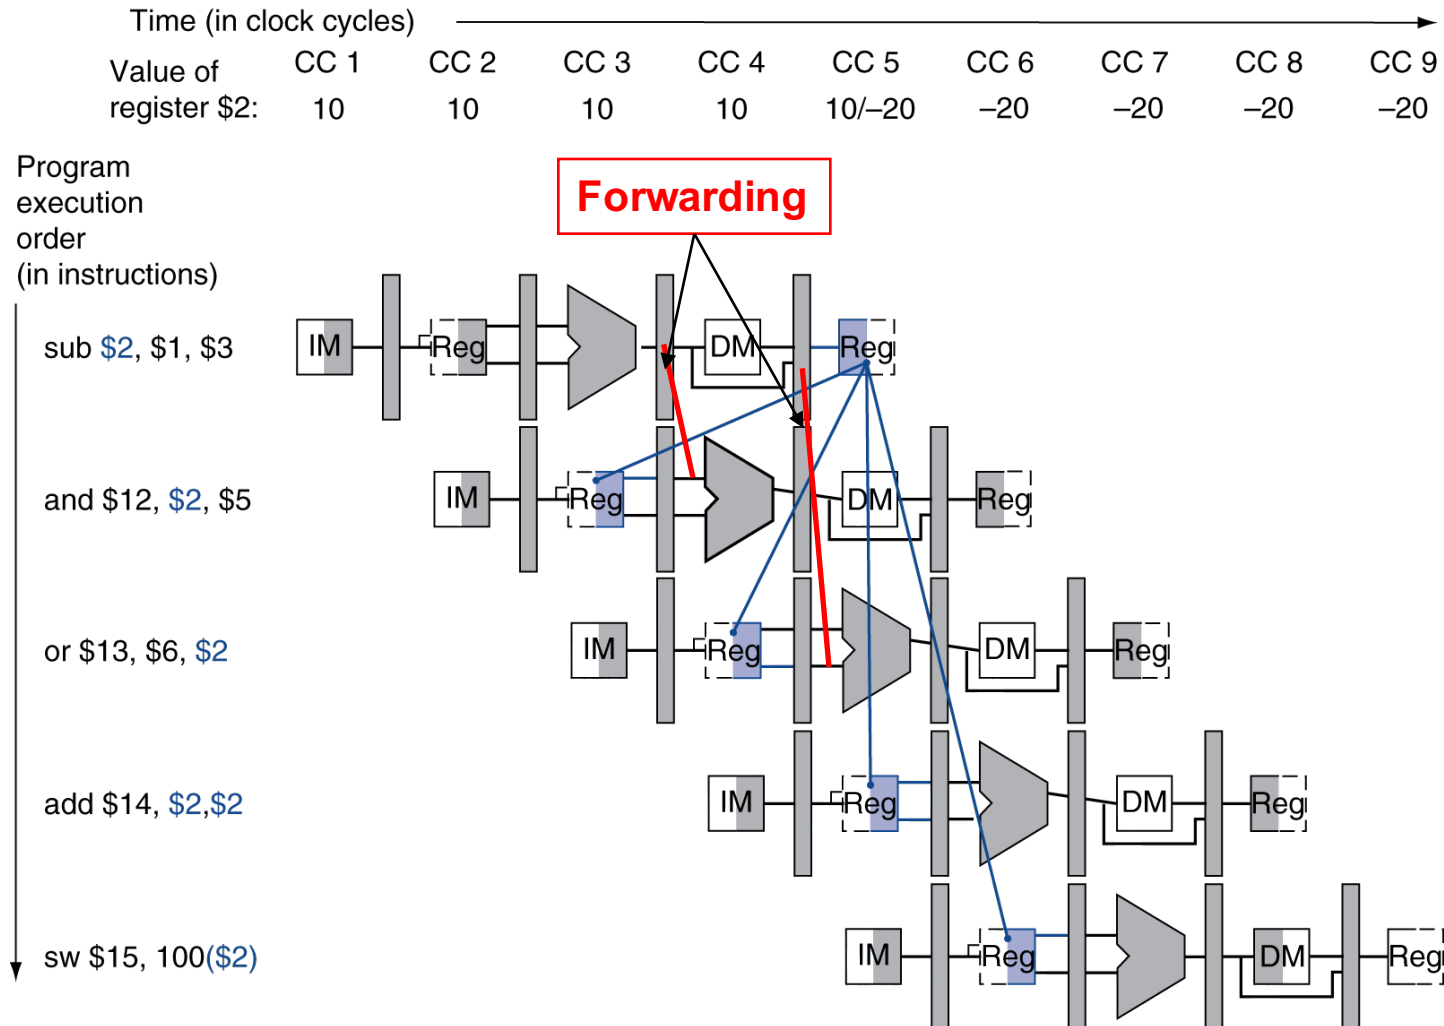 Time (in clock cycles)
Value of register $2:
CC 1 CC 2 CC 3 CC 4 CC 5 CC 6 CC 7 CC 8 CC 9
10 10 10 10 10/–20 –20 –20 –20 –20
Program
execution
order
(in instructions)
Forwarding
sub $2, $1, $3
IM Reg DM Reg
and $12, $2, $5
IM Reg DM Reg
or $13, $6, $2
IM Reg DM Reg
add $14, $2,$2
IM Reg DM Reg
sw $15, 100($2)
IM Reg DM Reg